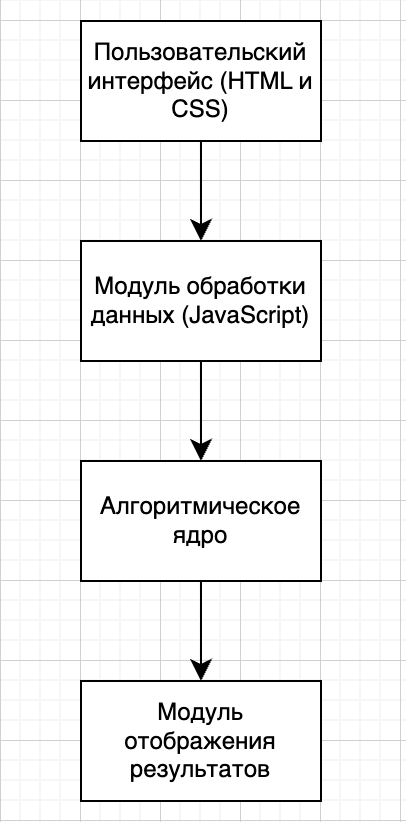 Пользовательский
интерфейс (HTML и
CSS)
Модуль обработки
данных (JavaScript)
Алгоритмическое
ядро
Модуль
отображения
результатов